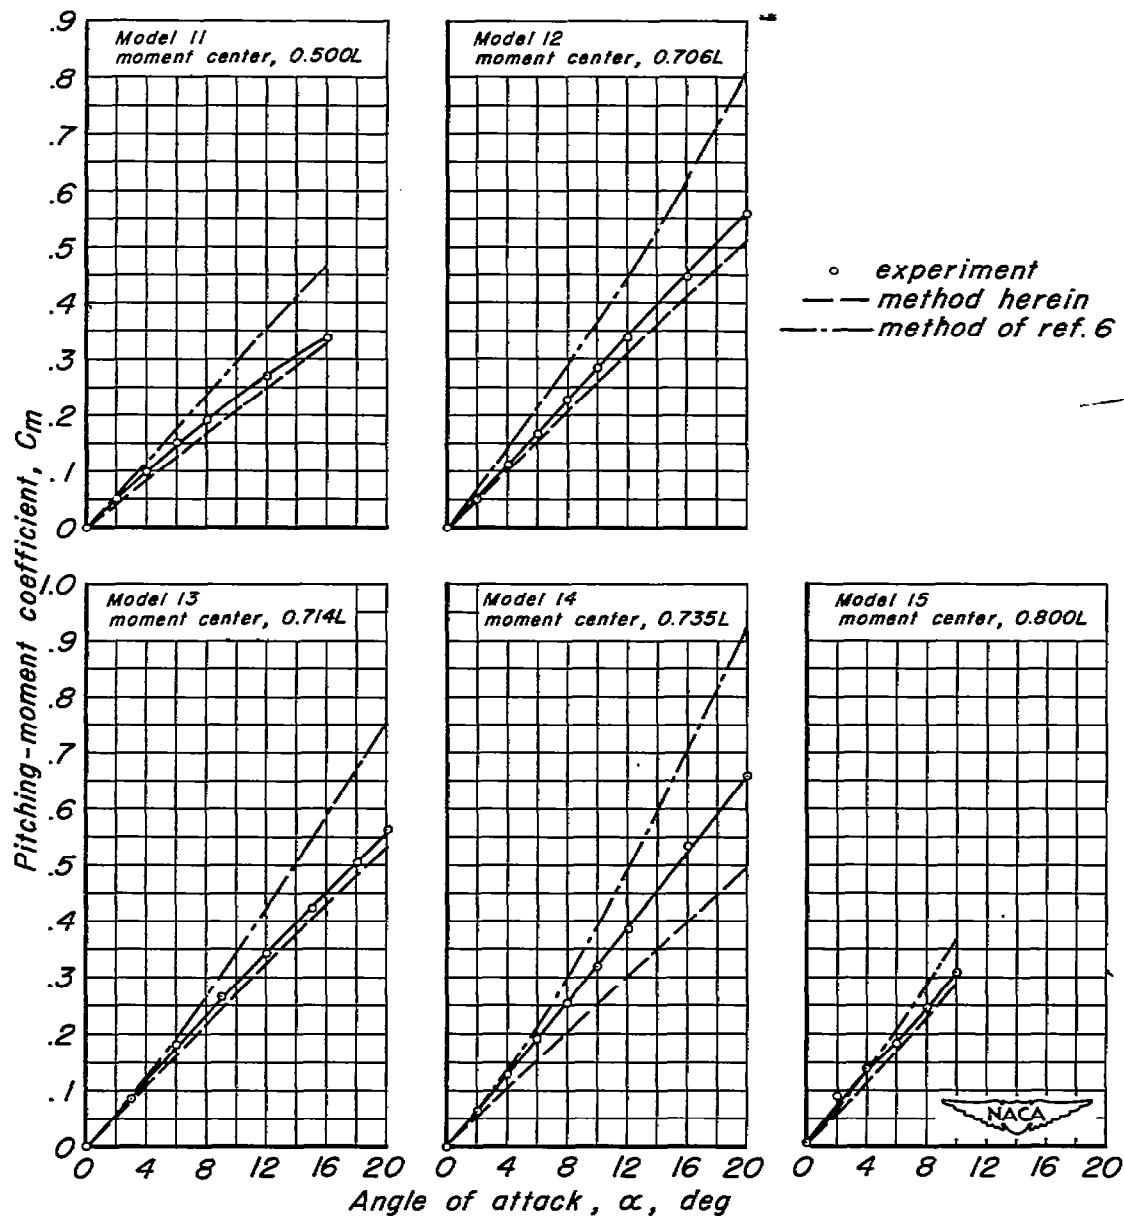 Model 11
moment center, 0.500L
Model 12
moment center, 0.706L
.9
.8
.7
.6
.5
.4
.3
.2
.1
0
experiment
method herein
method of ref. 6
Pitching-moment coefficient, Cm
Model 13
moment center, 0.714L
Model 14
moment center, 0.735L
Model 15
moment center, 0.800L
1.0
.9
.8
.7
.6
.5
.4
.3
.2
.1
0
NACA
0 4 8 12 16 20
0 4 8 12 16 20
0 4 8 12 16 20
Angle of attack, α, deg